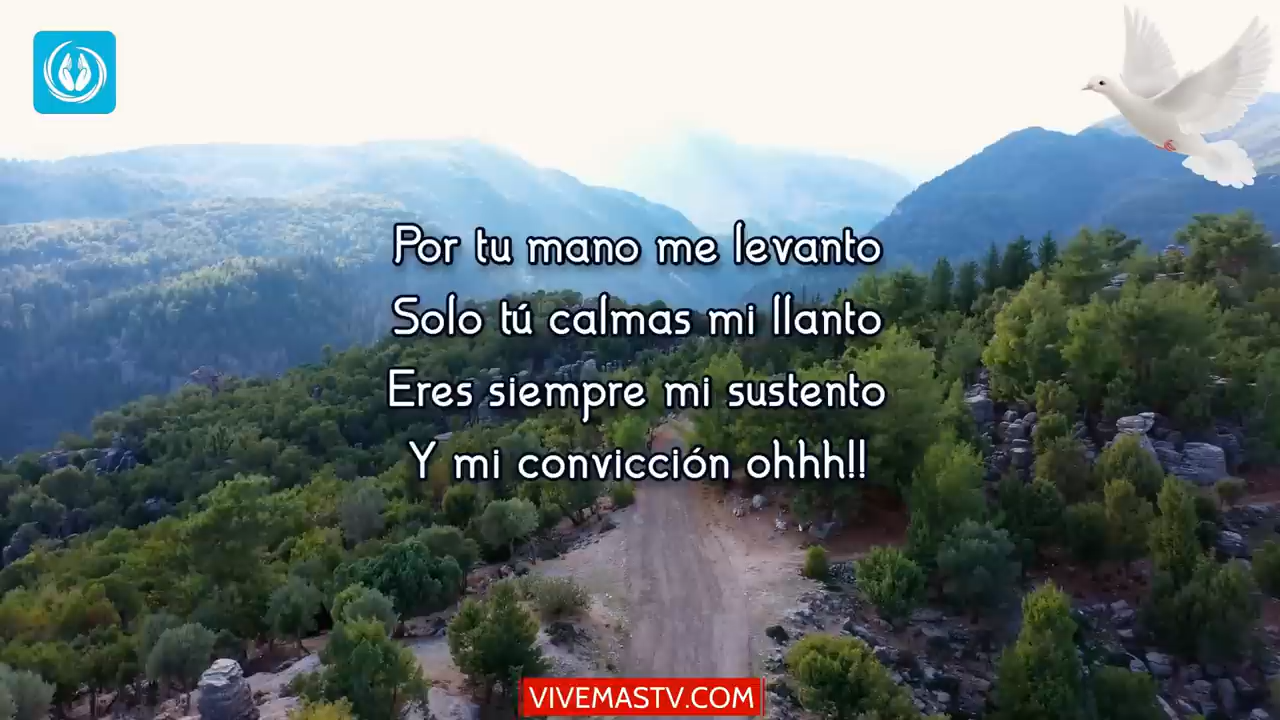 Por tu mano me levanto
Solo tú calmas mi llanto
Eres siempre mi sustento
Y mi convicción ohhh!!
VIVEMASTV.COM